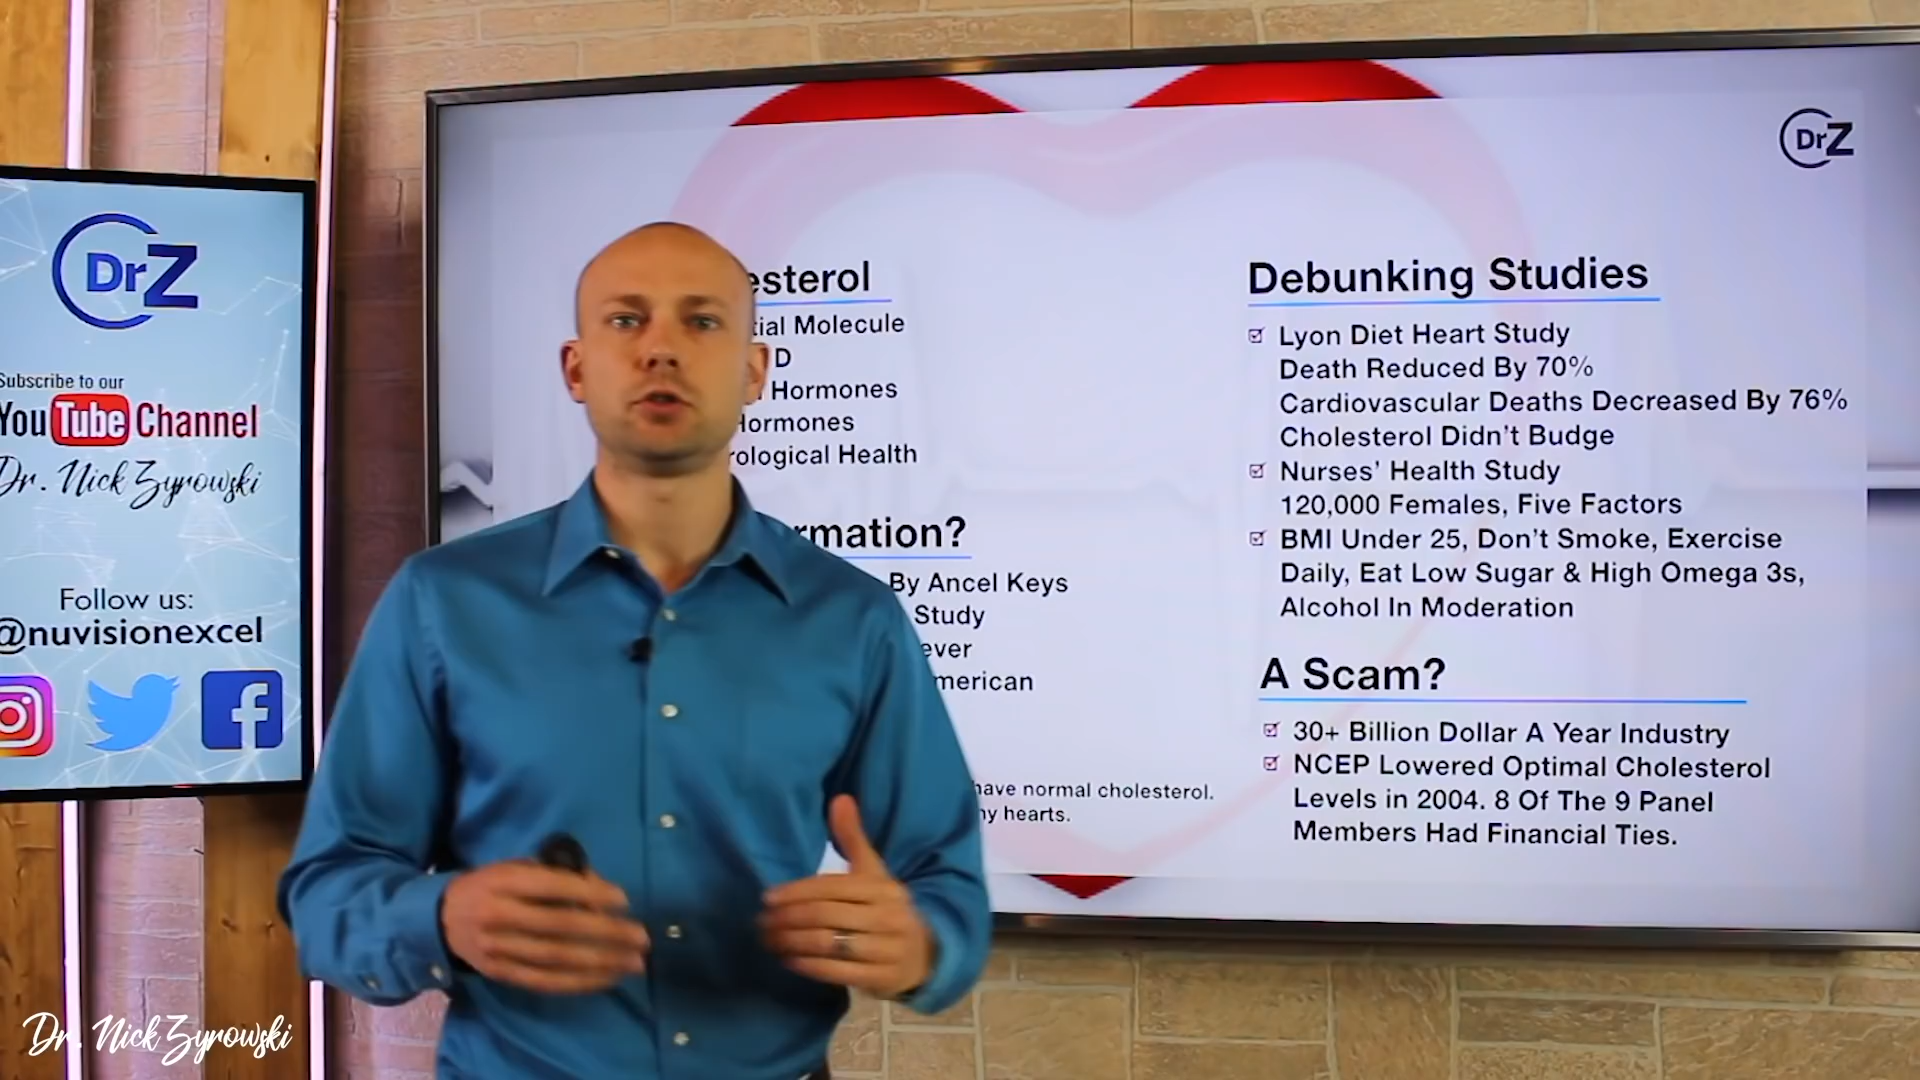 DrZ
Subscribe to our
YouTube Channel
Dr. Nick Zyrowski
Follow us:
@nuvisionexcel
DrZ
esterol
tial Molecule
D
Hormones
Hormones
rological Health
rmation?
By Ancel Keys
Study
ever
merican
have normal cholesterol.
hy hearts.
Debunking Studies
Lyon Diet Heart Study
Death Reduced By 70%
Cardiovascular Deaths Decreased By 76%
Cholesterol Didn't Budge
Nurses' Health Study
120,000 Females, Five Factors
BMI Under 25, Don't Smoke, Exercise
Daily, Eat Low Sugar & High Omega 3s,
Alcohol In Moderation
A Scam?
30+ Billion Dollar A Year Industry
NCEP Lowered Optimal Cholesterol
Levels in 2004. 8 Of The 9 Panel
Members Had Financial Ties.
Dr. Nick Zyrowski